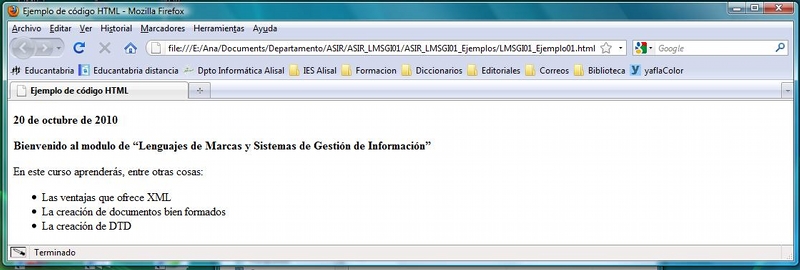 Ejemplo de código HTML - Mozilla Firefox
Archivo Editar Ver Historial Marcadores Herramientas Ayuda
file:///E:/Ana/Documents/Departamento/ASIR/ASIR_LMSGI01/ASIR_LMSGI01_Ejemplos/LMSGI01_Ejemplo01.html Google
Educantabria Educantabria distancia Dpto Informática Alisal IES Alisal Formacion Diccionarios Editoriales Correos Biblioteca yaflaColor
Ejemplo de código HTML
20 de octubre de 2010
Bienvenido al modulo de “Lenguajes de Marcas y Sistemas de Gestión de Información”
En este curso aprenderás, entre otras cosas:
• Las ventajas que ofrece XML
• La creación de documentos bien formados
• La creación de DTD
Terminado